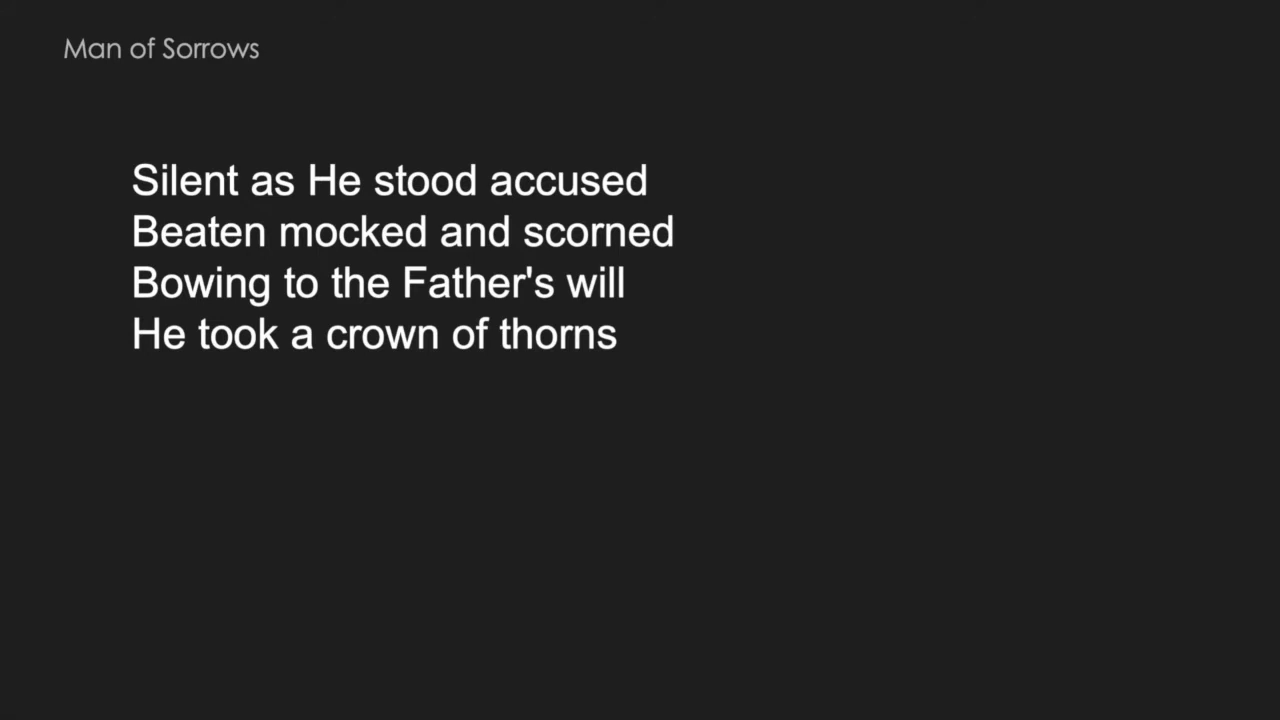 Man of Sorrows
Silent as He stood accused
Beaten mocked and scorned
Bowing to the Father's will
He took a crown of thorns